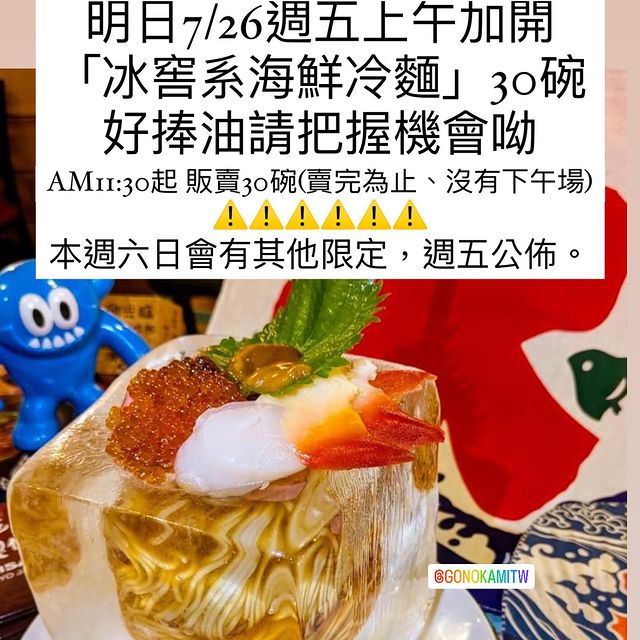 明日7/26週五上午加開
「冰窖系海鮮冷麵」30碗
好捧油請把握機會呦
AM11:30起 販賣30碗(賣完為止、沒有下午場)
⚠️⚠️⚠️⚠️⚠️⚠️
本週六日會有其他限定，週五公佈。
@GONOKAMITW